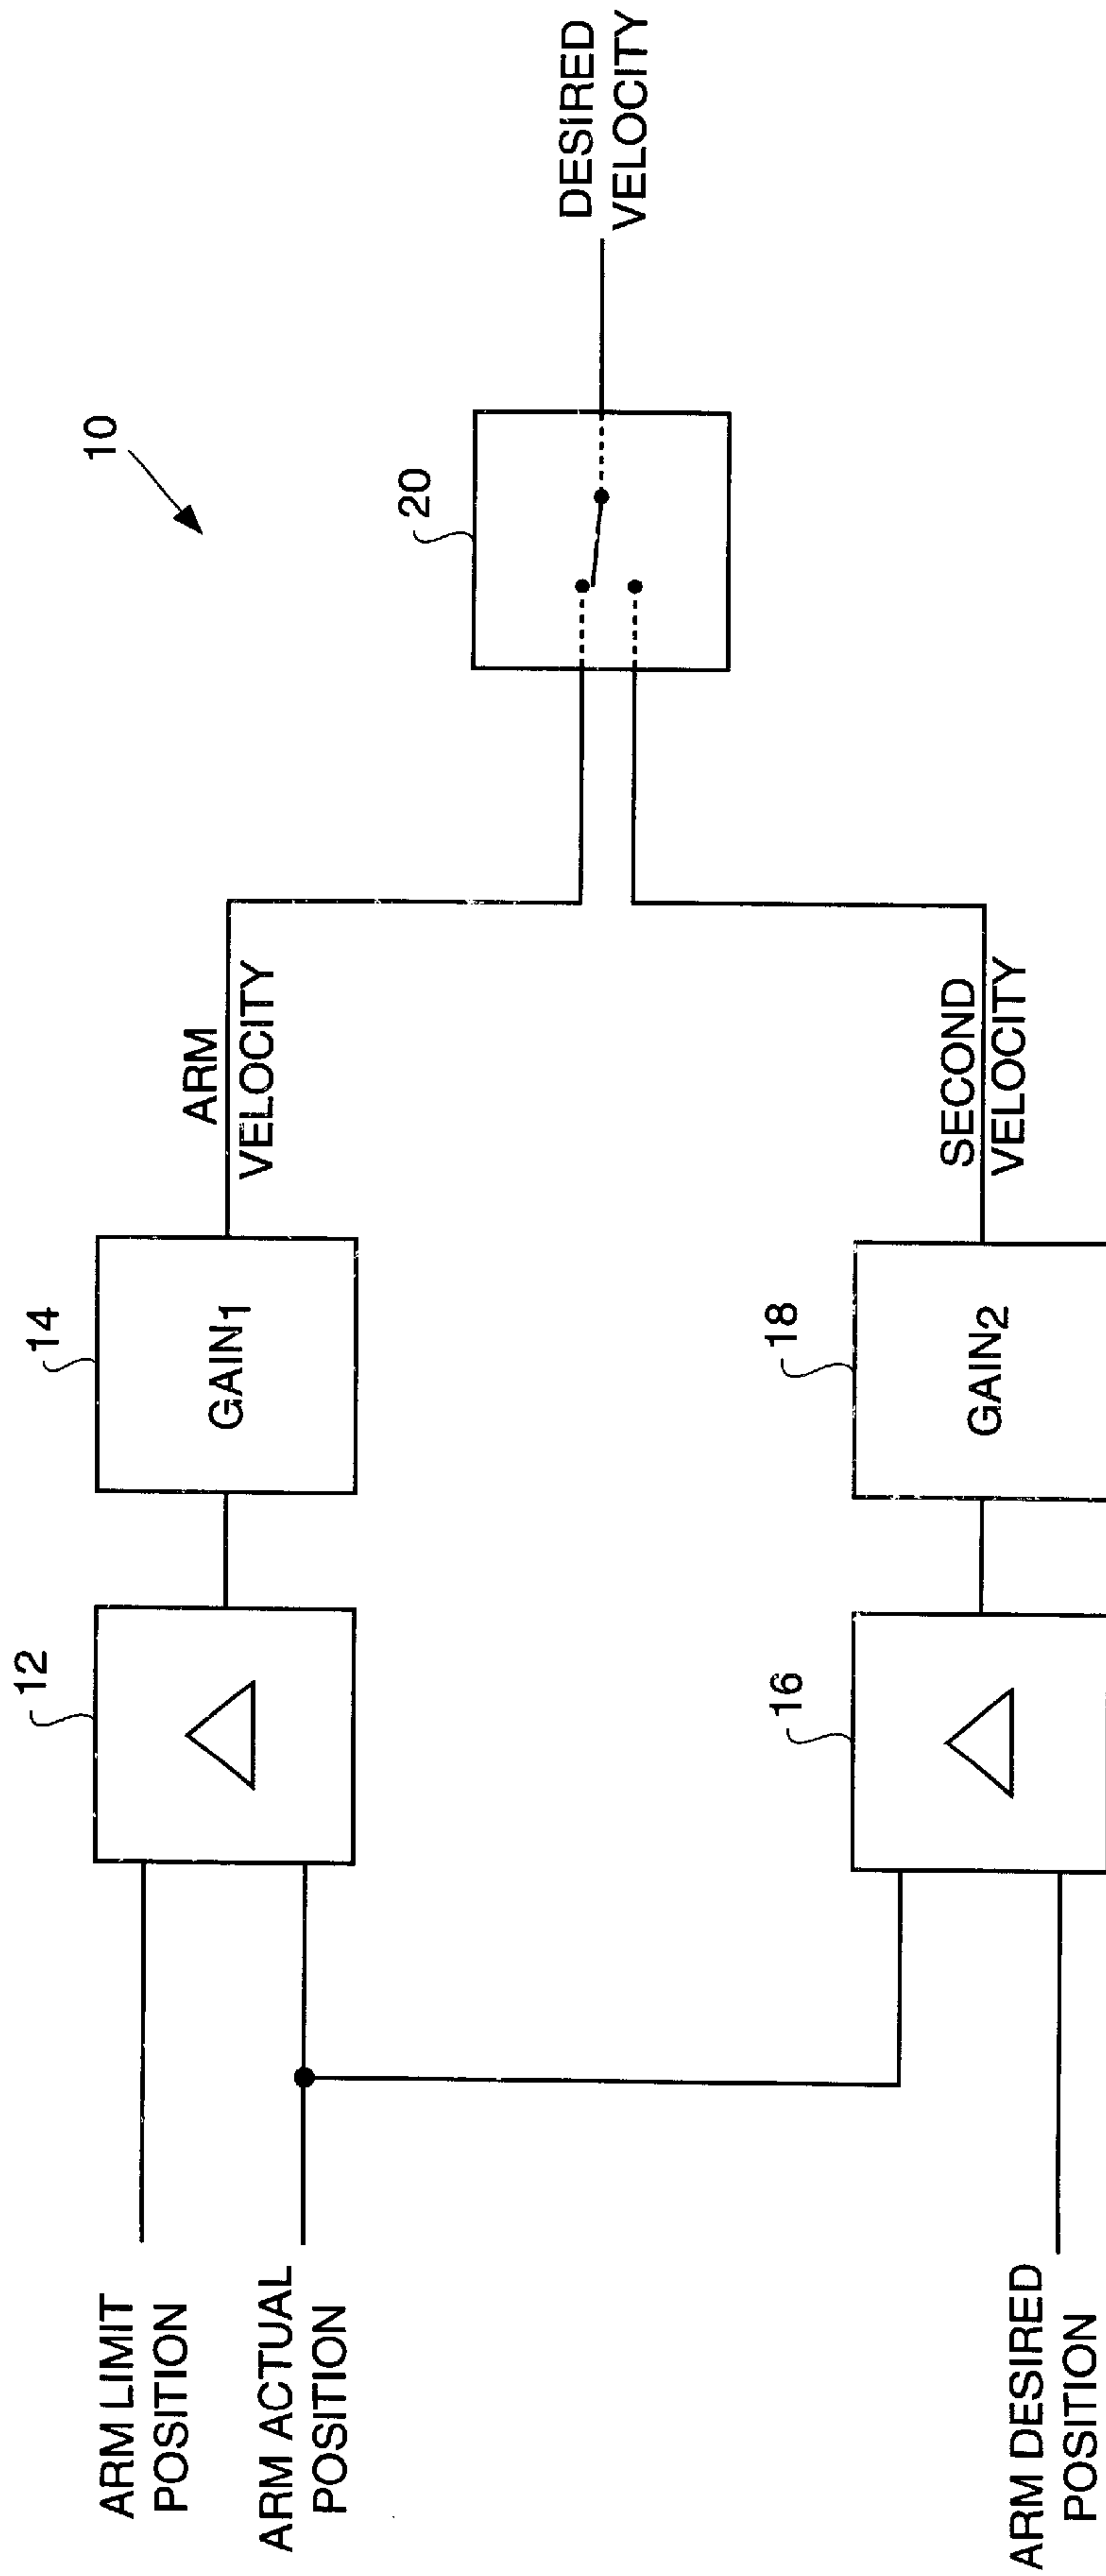 10
ARM LIMIT
POSITION
ARM ACTUAL
POSITION
12
14
GAIN1
ARM
VELOCITY
20
DESIRED
VELOCITY
ARM DESIRED
POSITION
16
18
GAIN2
SECOND
VELOCITY